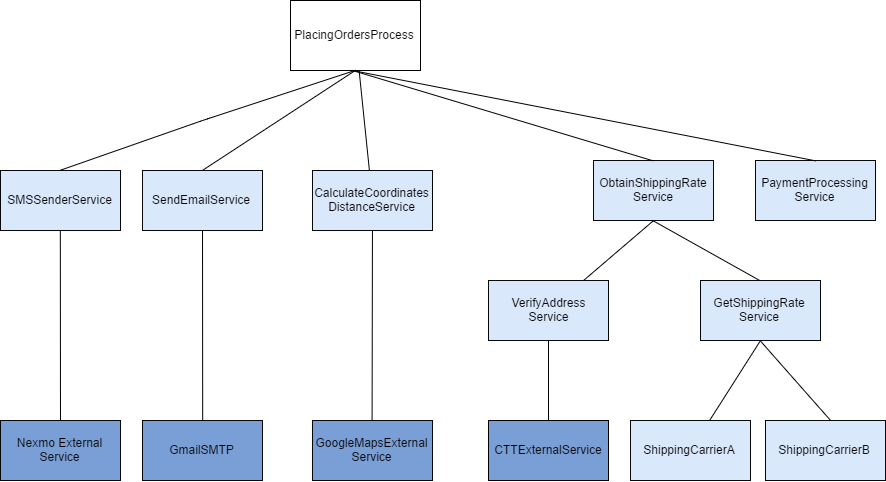 PlacingOrdersProcess
SMSSenderService
SendEmailService
CalculateCoordinates
DistanceService
ObtainShippingRate
Service
PaymentProcessing
Service
VerifyAddress
Service
GetShippingRate
Service
Nexmo External
Service
GmailSMTP
GoogleMapsExternal
Service
CTTExternalService
ShippingCarrierA
ShippingCarrierB